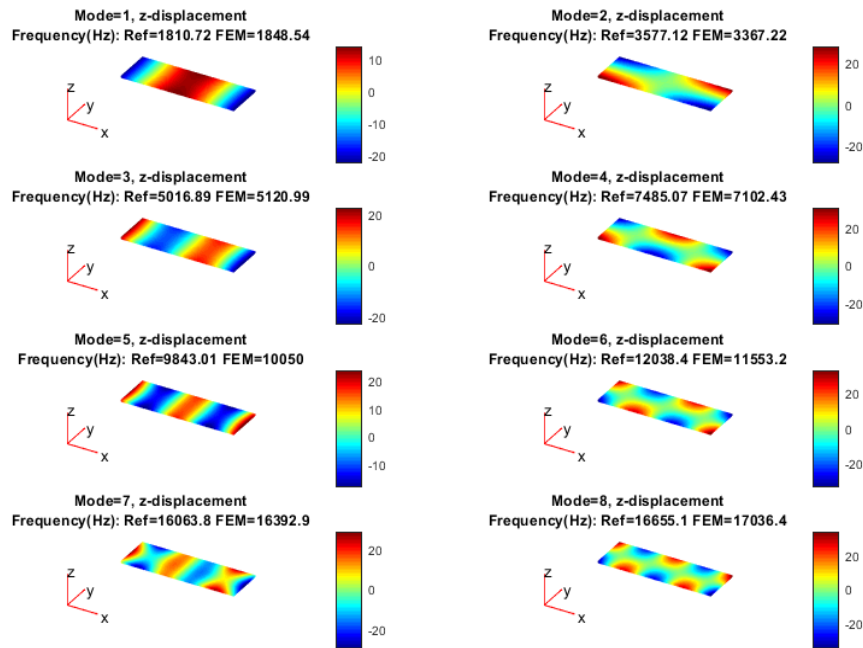 Mode=1, z-displacement
Frequency(Hz): Ref=1810.72 FEM=1848.54
z
y
x
10
0
-10
-20
Mode=2, z-displacement
Frequency(Hz): Ref=3577.12 FEM=3367.22
z
y
x
20
0
-20
Mode=3, z-displacement
Frequency(Hz): Ref=5016.89 FEM=5120.99
z
y
x
20
0
-20
Mode=4, z-displacement
Frequency(Hz): Ref=7485.07 FEM=7102.43
z
y
x
20
0
-20
Mode=5, z-displacement
Frequency(Hz): Ref=9843.01 FEM=10050
z
y
x
20
10
0
-10
Mode=6, z-displacement
Frequency(Hz): Ref=12038.4 FEM=11553.2
z
y
x
20
0
-20
Mode=7, z-displacement
Frequency(Hz): Ref=16063.8 FEM=16392.9
z
y
x
20
0
-20
Mode=8, z-displacement
Frequency(Hz): Ref=16655.1 FEM=17036.4
z
y
x
20
0
-20